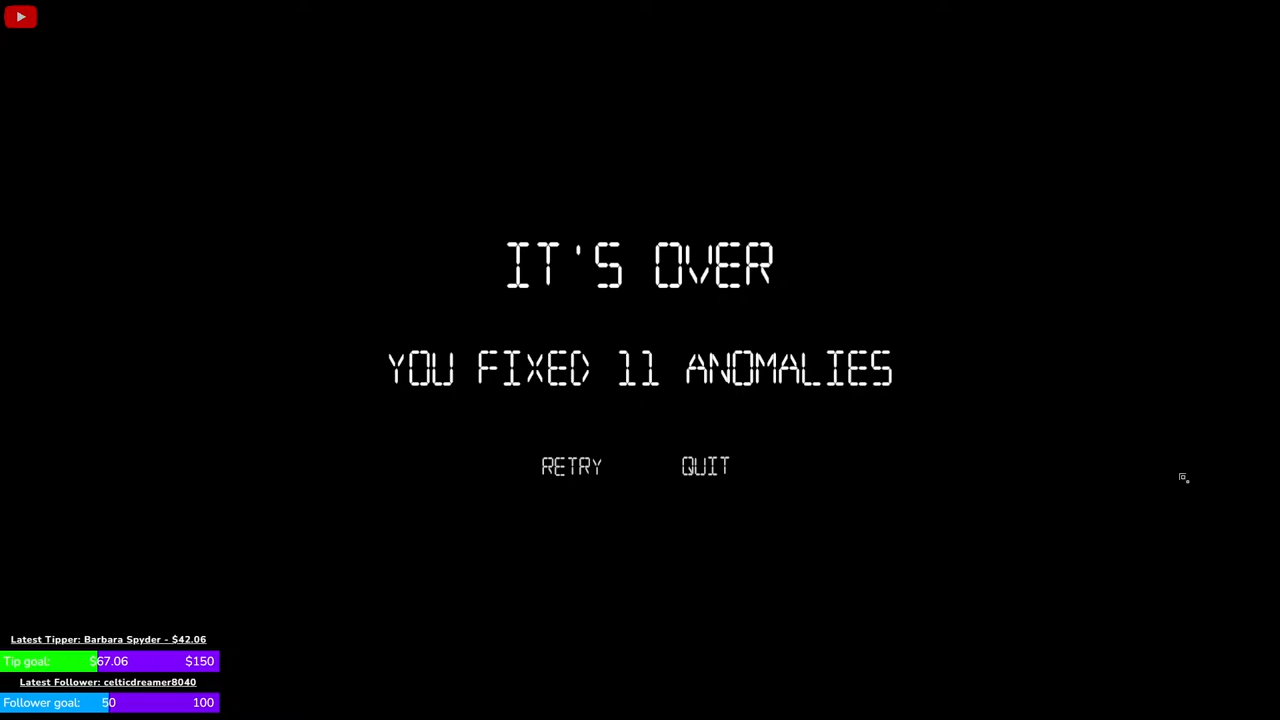 IT'S OVER
YOU FIXED 11 ANOMALIES
RETRY QUIT
Latest Tipper: Barbara Spyder - $42.06
Tip goal: $67.06 $150
Latest Follower: celticdreamer8040
Follower goal: 50 100